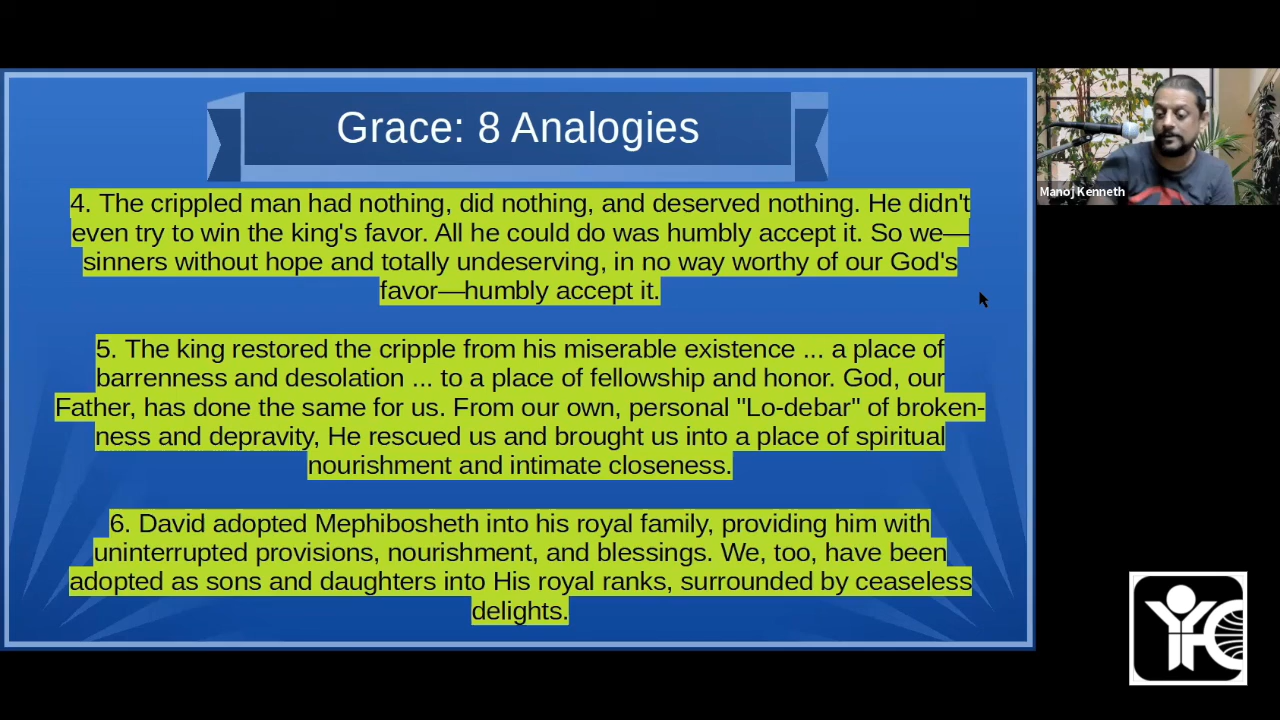 Grace: 8 Analogies
4. The crippled man had nothing, did nothing, and deserved nothing. He didn't
even try to win the king's favor. All he could do was humbly accept it. So we—
sinners without hope and totally undeserving, in no way worthy of our God's
favor—humbly accept it.
5. The king restored the cripple from his miserable existence ... a place of
barrenness and desolation ... to a place of fellowship and honor. God, our
Father, has done the same for us. From our own, personal "Lo-debar" of broken-
ness and depravity, He rescued us and brought us into a place of spiritual
nourishment and intimate closeness.
6. David adopted Mephibosheth into his royal family, providing him with
uninterrupted provisions, nourishment, and blessings. We, too, have been
adopted as sons and daughters into His royal ranks, surrounded by ceaseless
delights.
Manoj Kenneth
YFC